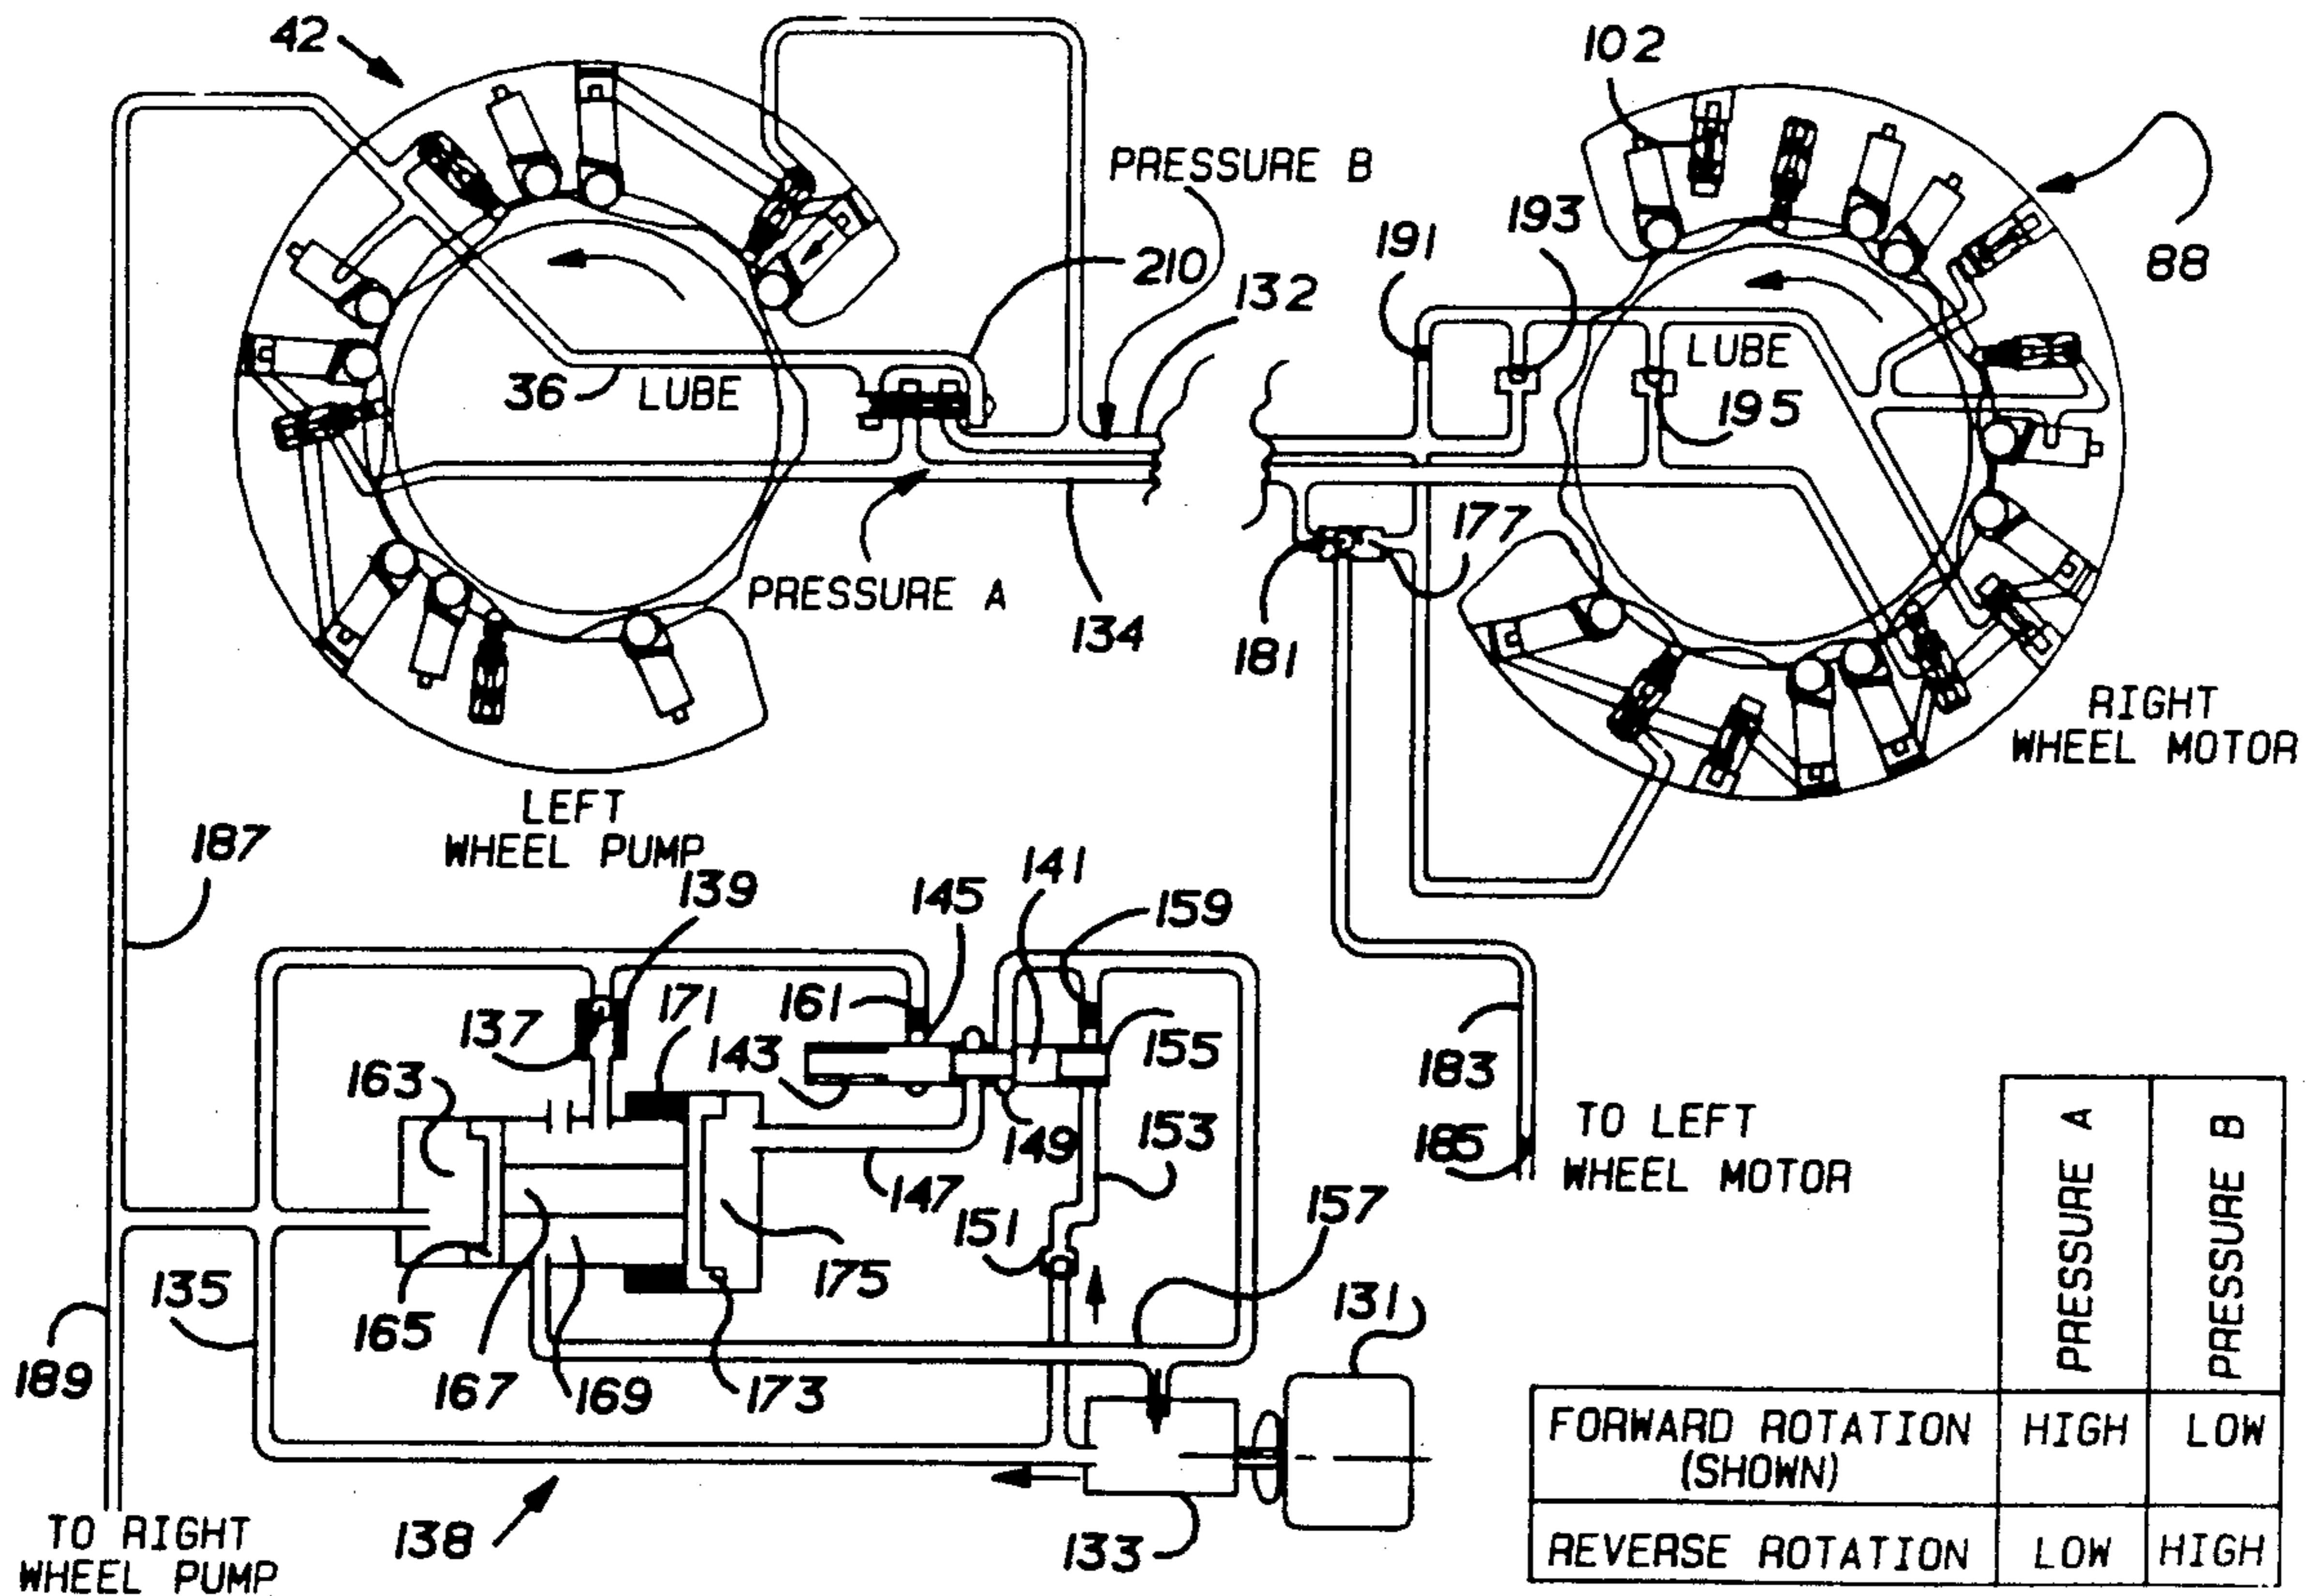 42
102
PRESSURE B
193
191
88
210
132
LUBE
36
LUBE
195
177
PRESSURE A
134
181
RIGHT
WHEEL MOTOR
LEFT
WHEEL PUMP
187
139
145
141
159
161
137
171
143
155
163
183
149
153
185
TO LEFT
WHEEL MOTOR
147
151
157
175
135
165
131
189
167
169
173
PRESSURE A
PRESSURE B
FORWARD ROTATION
(SHOWN)
HIGH
LOW
REVERSE ROTATION
LOW
HIGH
TO RIGHT
WHEEL PUMP
138
133